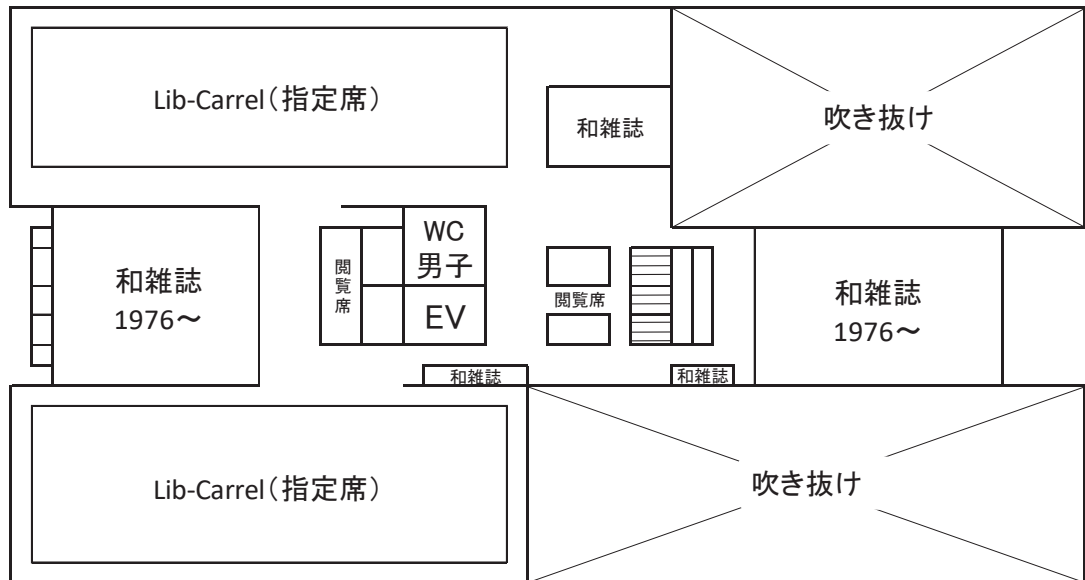 Lib-Carrel（指定席）
和雑誌
吹き抜け
和雑誌
1976～
閲覧席
WC
男子
EV
閲覧席
和雑誌
1976～
和雑誌
和雑誌
Lib-Carrel（指定席）
吹き抜け